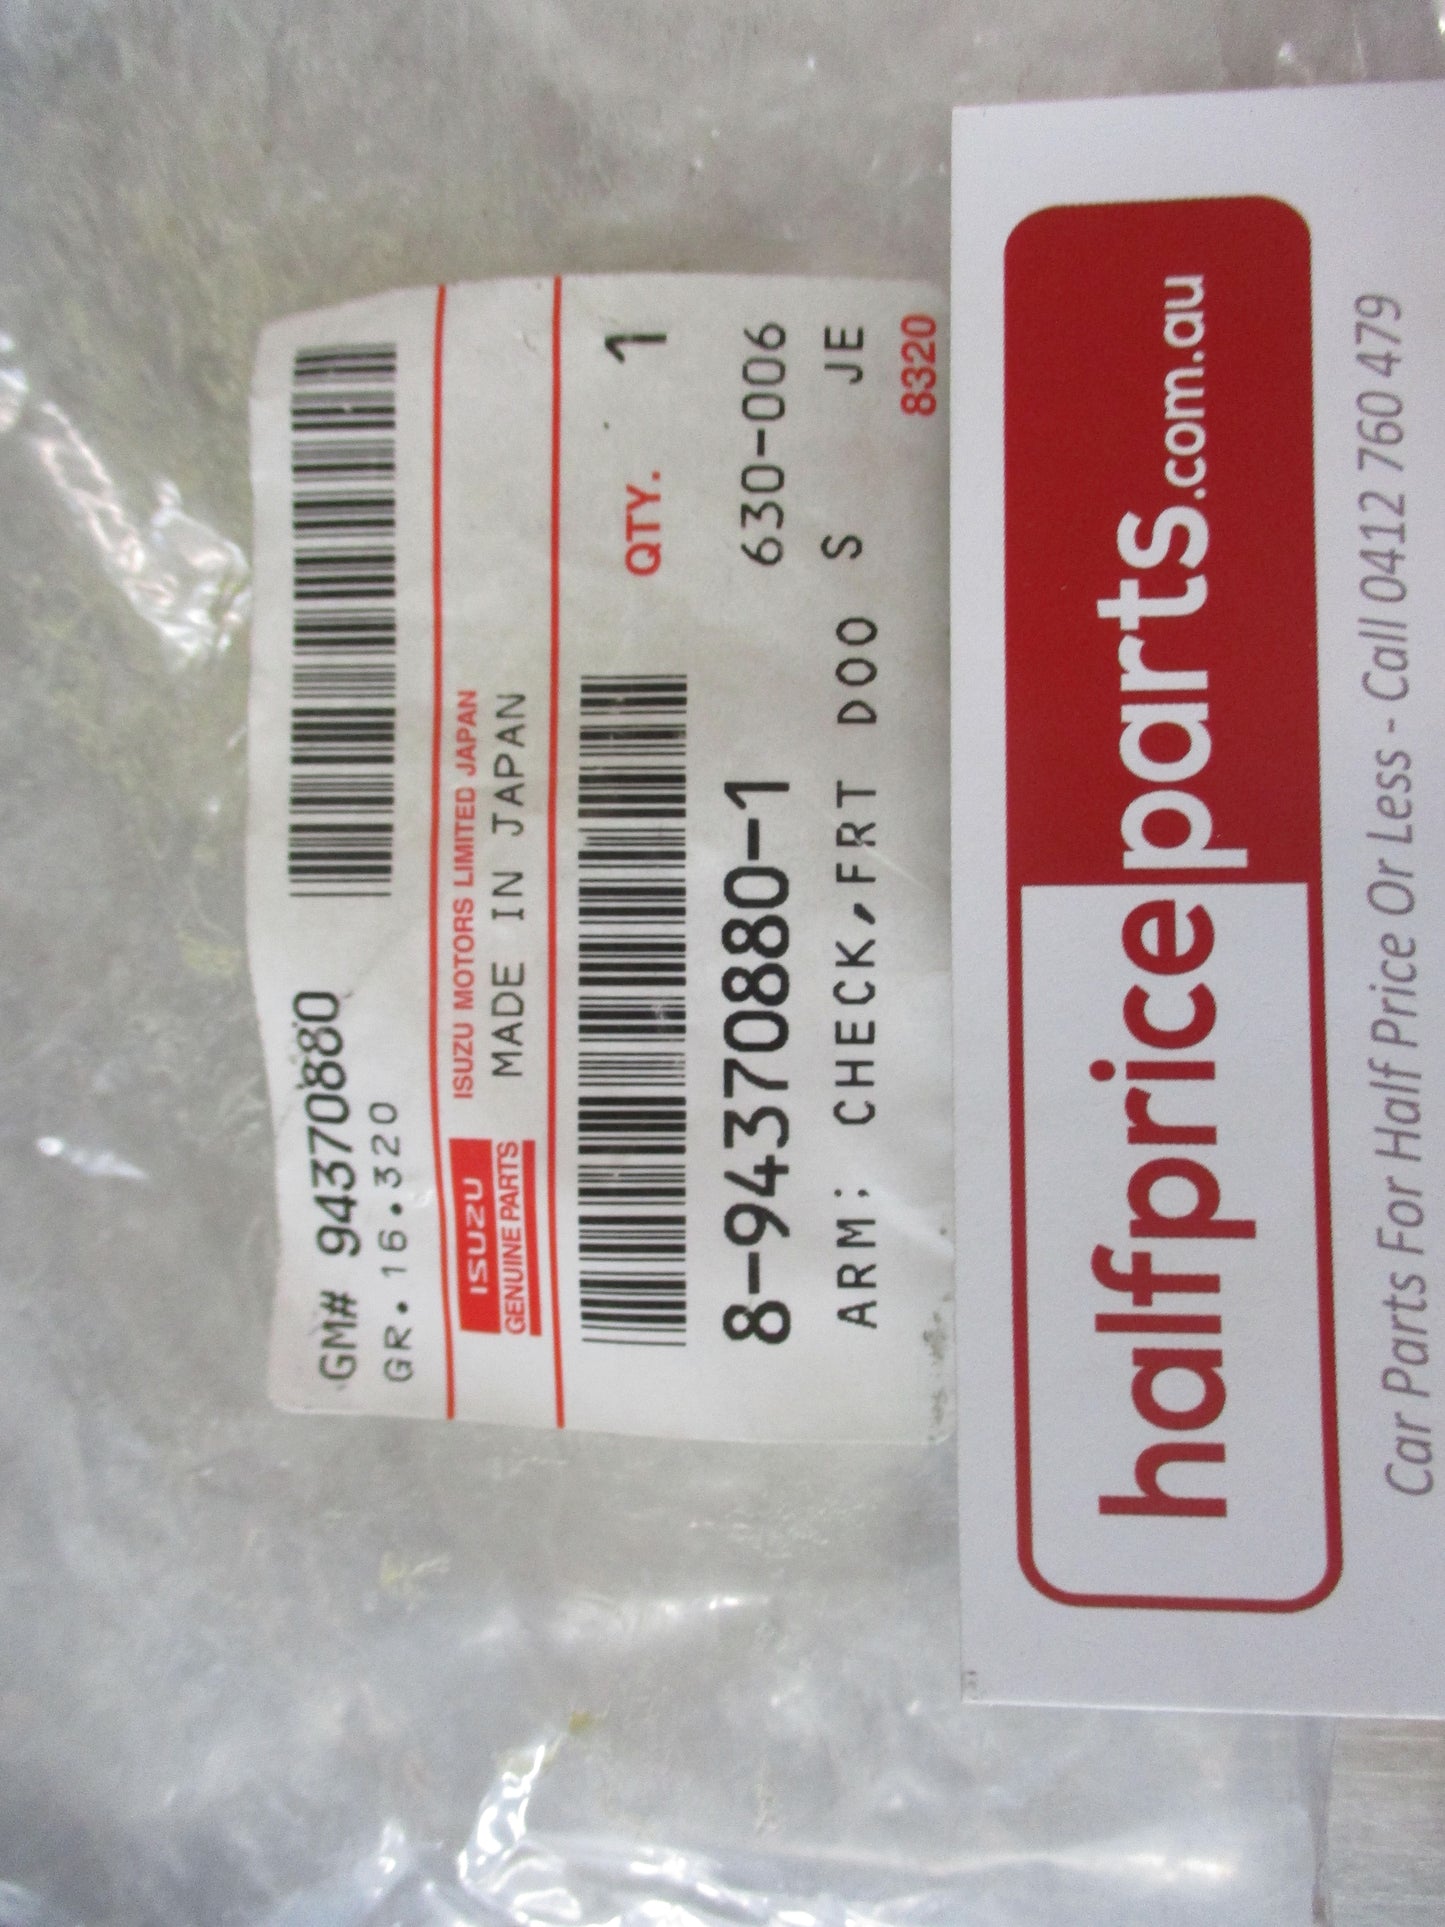 GM# 94370880
GR.16.320
ISUZU
GENUINE PARTS
ISUZU MOTORS LIMITED JAPAN
MADE IN JAPAN
QTY. 1
8-94370880-1 630-006
ARM; CHECK,FRT DOO S JE
8320
halfpriceparts.com.au
Car Parts For Half Price Or Less - Call 0412 760 479